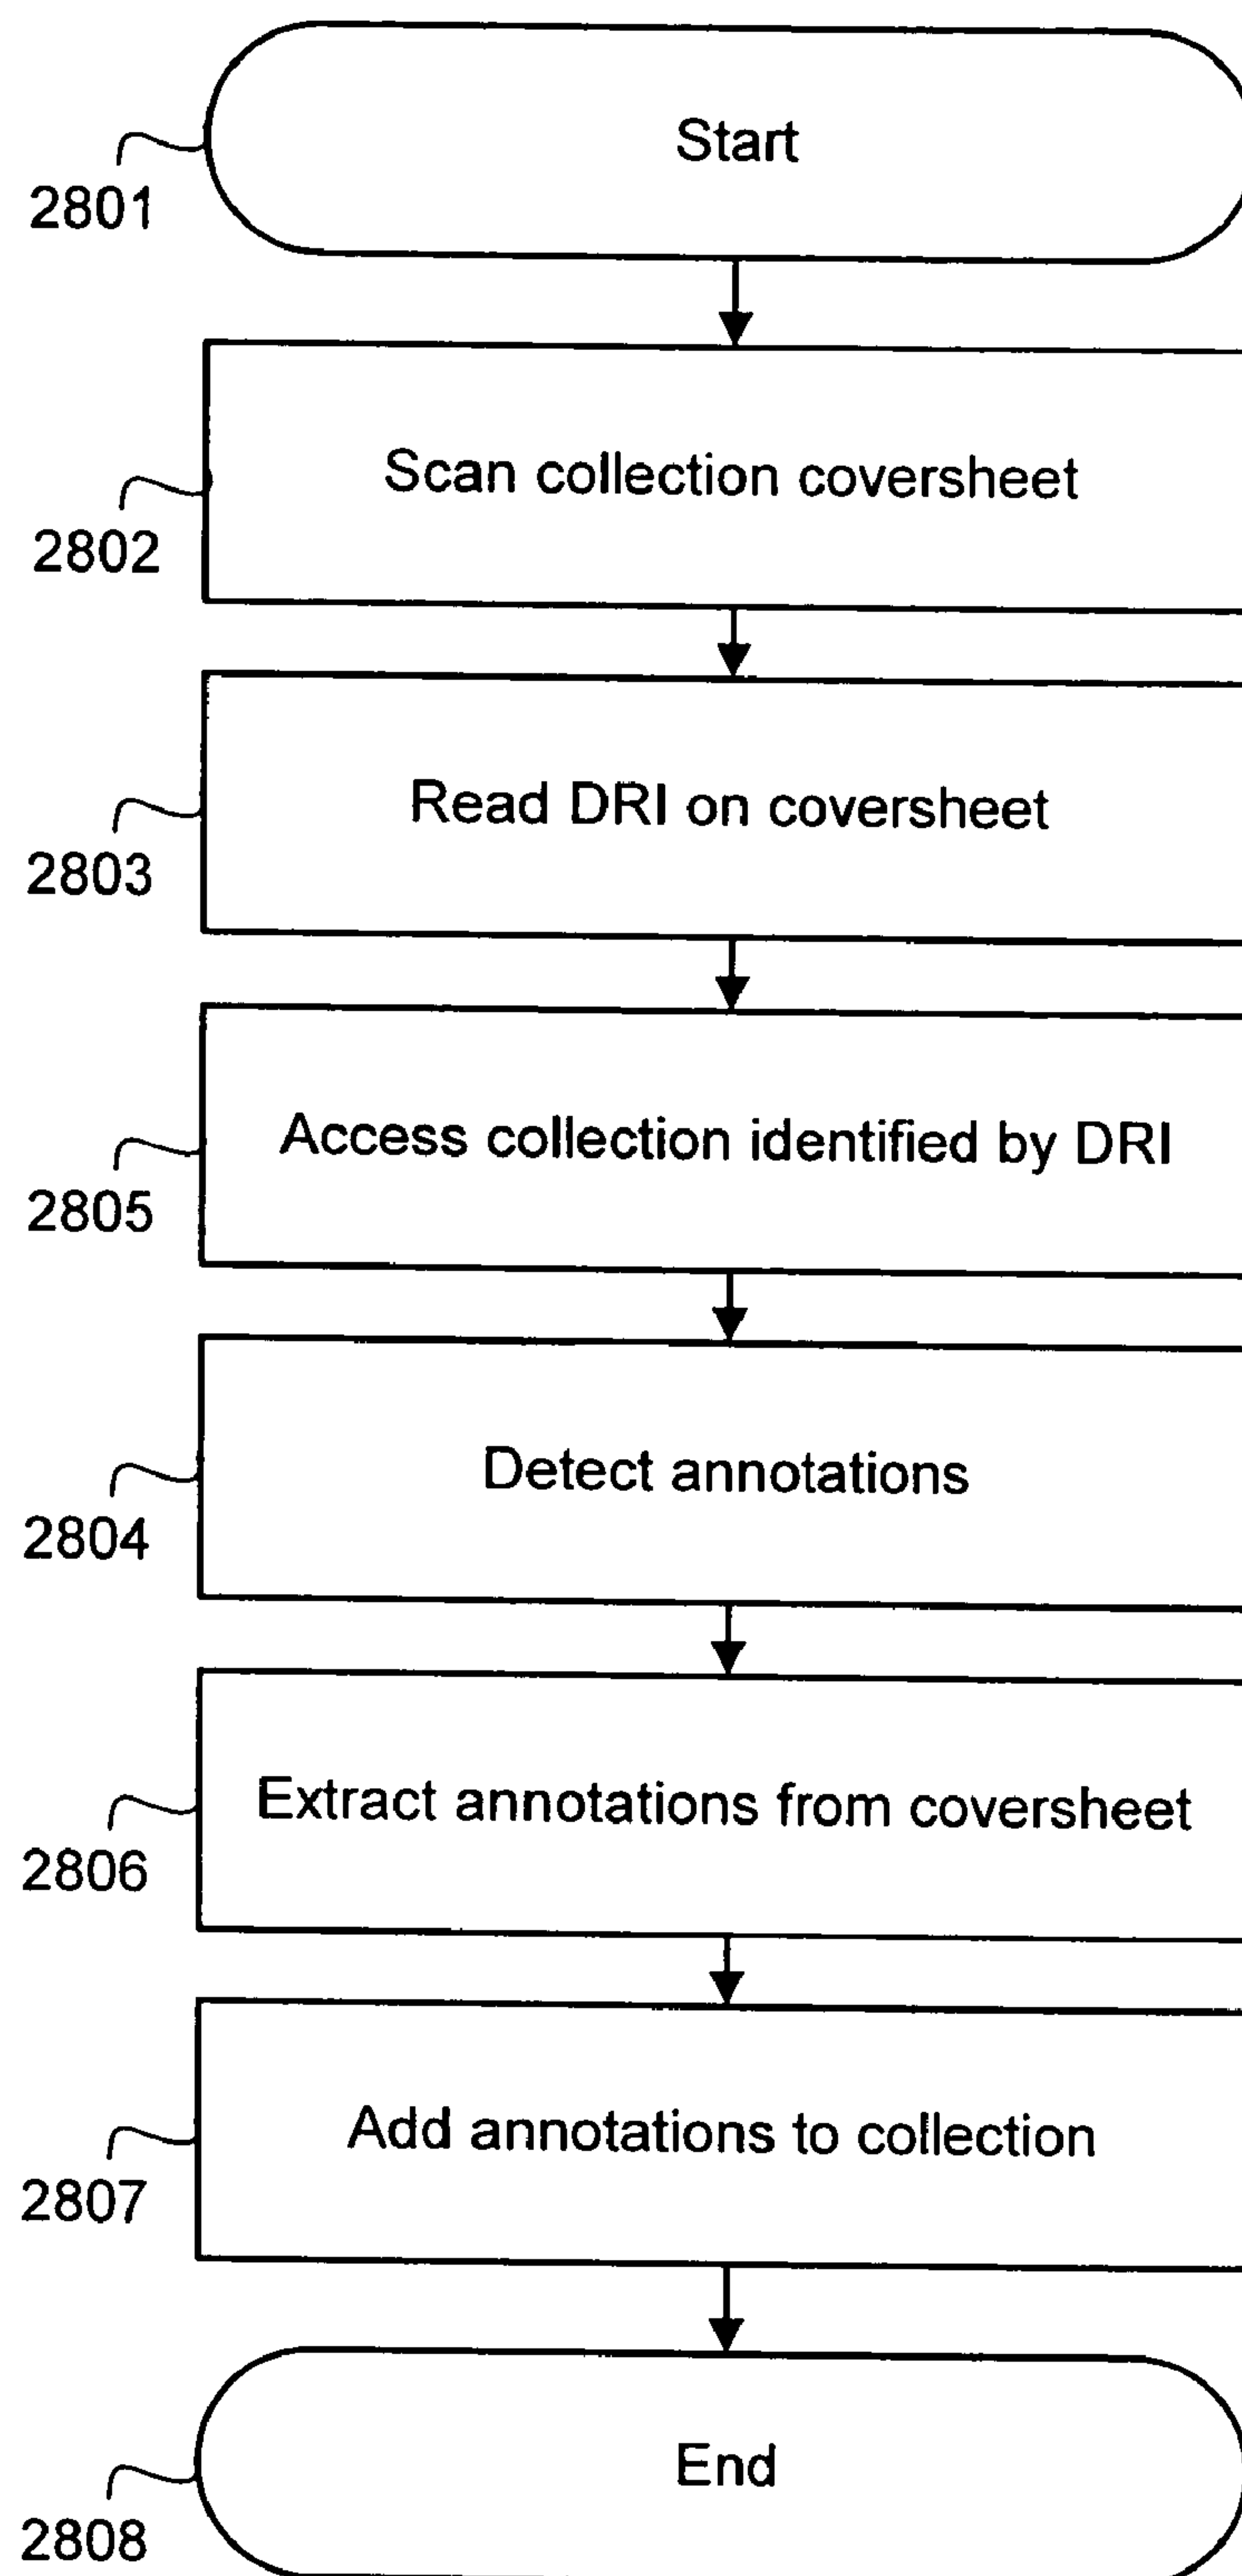 Start
2801
Scan collection coversheet
2802
Read DRI on coversheet
2803
Access collection identified by DRI
2805
Detect annotations
2804
Extract annotations from coversheet
2806
Add annotations to collection
2807
End
2808